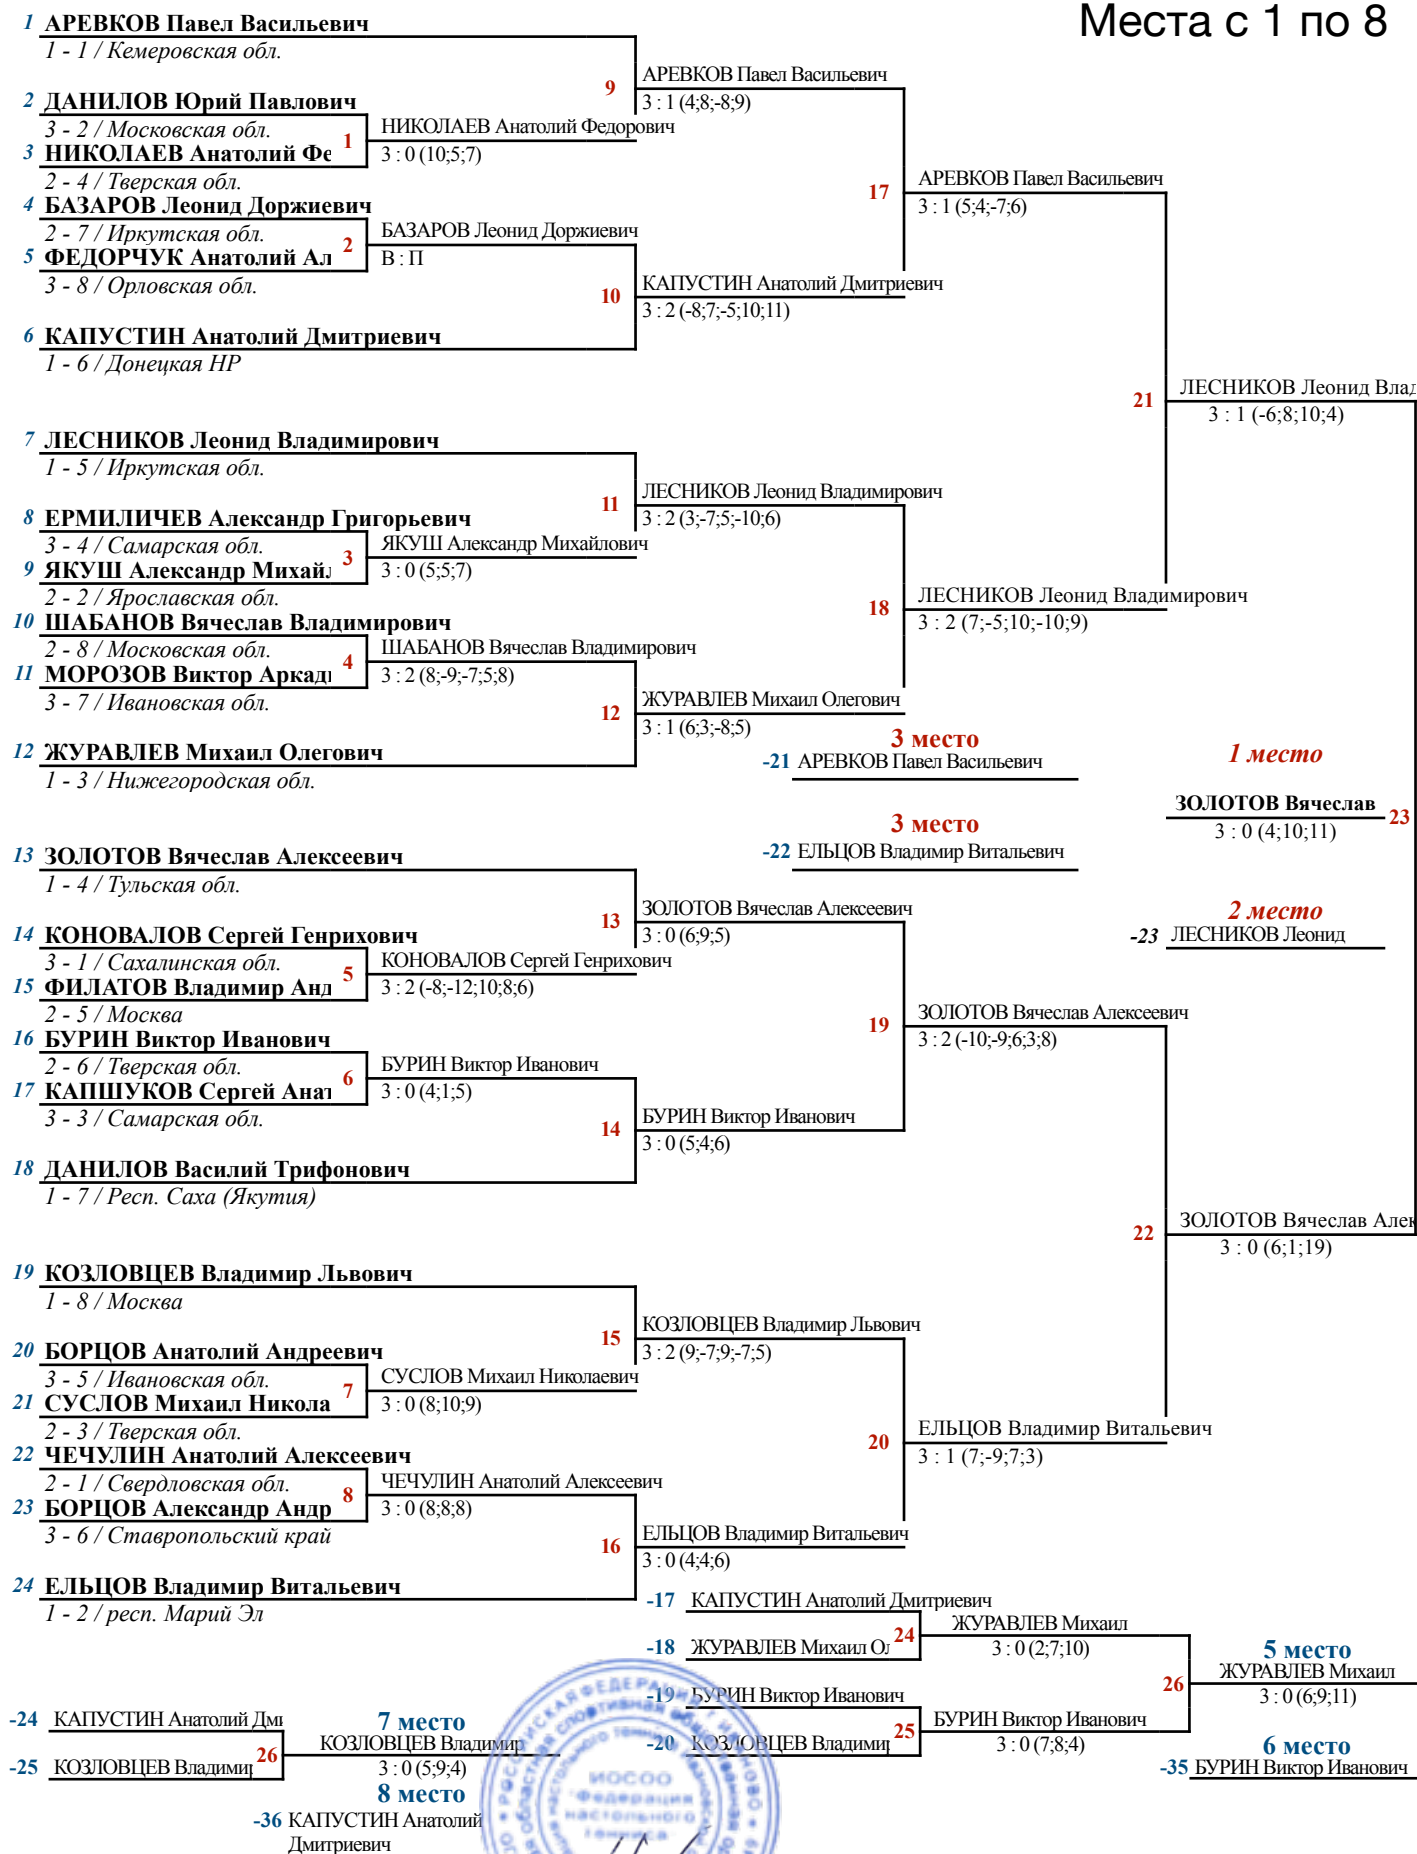 Места с 1 по 8
1 АРЕВКОВ Павел Васильевич
1 - 1 / Кемеровская обл.
9 АРЕВКОВ Павел Васильевич
3 : 1 (4;8;-8;9)
2 ДАНИЛОВ Юрий Павлович
3 - 2 / Московская обл.
1 НИКОЛАЕВ Анатолий Федорович
3 : 0 (10;5;7)
3 НИКОЛАЕВ Анатолий Фе
2 - 4 / Тверская обл.
17 АРЕВКОВ Павел Васильевич
3 : 1 (5;4;-7;6)
4 БАЗАРОВ Леонид Доржиевич
2 - 7 / Иркутская обл.
2 БАЗАРОВ Леонид Доржиевич
В : П
5 ФЕДОРЧУК Анатолий Ал
3 - 8 / Орловская обл.
10 КАПУСТИН Анатолий Дмитриевич
3 : 2 (-8;7;-5;10;11)
6 КАПУСТИН Анатолий Дмитриевич
1 - 6 / Донецкая НР
21 ЛЕСНИКОВ Леонид Влад
3 : 1 (-6;8;10;4)
7 ЛЕСНИКОВ Леонид Владимирович
1 - 5 / Иркутская обл.
11 ЛЕСНИКОВ Леонид Владимирович
3 : 2 (3;-7;5;-10;6)
8 ЕРМИЛИЧЕВ Александр Григорьевич
3 - 4 / Самарская обл.
3 ЯКУШ Александр Михайлович
3 : 0 (5;5;7)
9 ЯКУШ Александр Михайл
2 - 2 / Ярославская обл.
18 ЛЕСНИКОВ Леонид Владимирович
3 : 2 (7;-5;10;-10;9)
10 ШАБАНОВ Вячеслав Владимирович
2 - 8 / Московская обл.
4 ШАБАНОВ Вячеслав Владимирович
3 : 2 (8;-9;-7;5;8)
11 МОРОЗОВ Виктор Аркади
3 - 7 / Ивановская обл.
12 ЖУРАВЛЕВ Михаил Олегович
3 : 1 (6;3;-8;5)
12 ЖУРАВЛЕВ Михаил Олегович
1 - 3 / Нижегородская обл.
3 место
-21 АРЕВКОВ Павел Васильевич
1 место
ЗОЛОТОВ Вячеслав 23
3 : 0 (4;10;11)
3 место
-22 ЕЛЬЦОВ Владимир Витальевич
13 ЗОЛОТОВ Вячеслав Алексеевич
1 - 4 / Тульская обл.
13 ЗОЛОТОВ Вячеслав Алексеевич
3 : 0 (6;9;5)
2 место
-23 ЛЕСНИКОВ Леонид
14 КОНОВАЛОВ Сергей Генрихович
3 - 1 / Сахалинская обл.
5 КОНОВАЛОВ Сергей Генрихович
3 : 2 (-8;-12;10;8;6)
15 ФИЛАТОВ Владимир Анд
2 - 5 / Москва
19 ЗОЛОТОВ Вячеслав Алексеевич
3 : 2 (-10;-9;6;3;8)
16 БУРИН Виктор Иванович
2 - 6 / Тверская обл.
6 БУРИН Виктор Иванович
3 : 0 (4;1;5)
17 КАПШУКОВ Сергей Анат
3 - 3 / Самарская обл.
14 БУРИН Виктор Иванович
3 : 0 (5;4;6)
18 ДАНИЛОВ Василий Трифонович
1 - 7 / Респ. Саха (Якутия)
22 ЗОЛОТОВ Вячеслав Алек
3 : 0 (6;1;19)
19 КОЗЛОВЦЕВ Владимир Львович
1 - 8 / Москва
15 КОЗЛОВЦЕВ Владимир Львович
3 : 2 (9;-7;9;-7;5)
20 БОРЦОВ Анатолий Андреевич
3 - 5 / Ивановская обл.
7 СУСЛОВ Михаил Николаевич
3 : 0 (8;10;9)
21 СУСЛОВ Михаил Никола
2 - 3 / Тверская обл.
20 ЕЛЬЦОВ Владимир Витальевич
3 : 1 (7;-9;7;3)
22 ЧЕЧУЛИН Анатолий Алексеевич
2 - 1 / Свердловская обл.
8 ЧЕЧУЛИН Анатолий Алексеевич
3 : 0 (8;8;8)
23 БОРЦОВ Александр Андр
3 - 6 / Ставропольский край
16 ЕЛЬЦОВ Владимир Витальевич
3 : 0 (4;4;6)
24 ЕЛЬЦОВ Владимир Витальевич
1 - 2 / респ. Марий Эл
-17 КАПУСТИН Анатолий Дмитриевич
24 ЖУРАВЛЕВ Михаил
3 : 0 (2;7;10)
-18 ЖУРАВЛЕВ Михаил Ол
5 место
26 ЖУРАВЛЕВ Михаил
3 : 0 (6;9;11)
-19 БУРИН Виктор Иванович
25 БУРИН Виктор Иванович
3 : 0 (7;8;4)
-20 КОЗЛОВЦЕВ Владимир
6 место
-35 БУРИН Виктор Иванович
-24 КАПУСТИН Анатолий Дми
7 место
26 КОЗЛОВЦЕВ Владимир
3 : 0 (5;9;4)
-25 КОЗЛОВЦЕВ Владимир
8 место
-36 КАПУСТИН Анатолий
Дмитриевич
ИОСОО
Федерация
настольного
тенниса